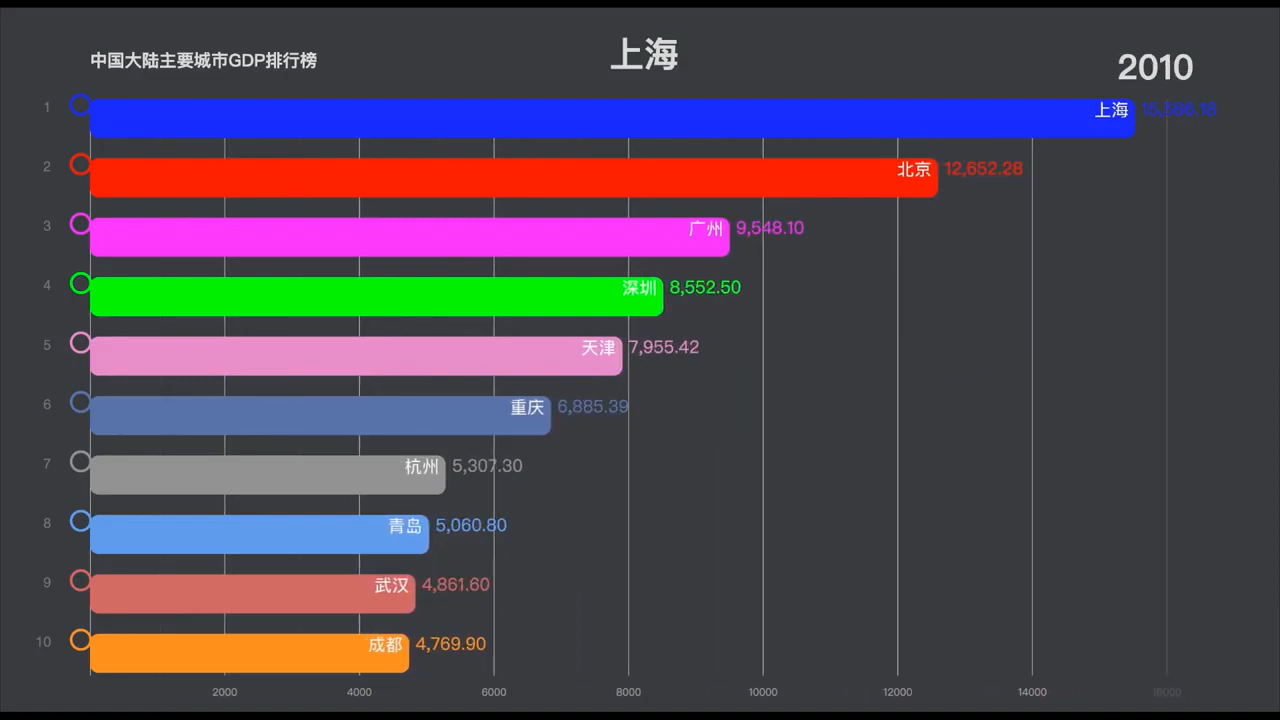 中国大陆主要城市GDP排行榜
上海
2010
1 上海 15,586.18
2 北京 12,652.28
3 广州 9,548.10
4 深圳 8,552.50
5 天津 7,955.42
6 重庆 6,885.39
7 杭州 5,307.30
8 青岛 5,060.80
9 武汉 4,861.60
10 成都 4,769.90
2000 4000 6000 8000 10000 12000 14000 16000